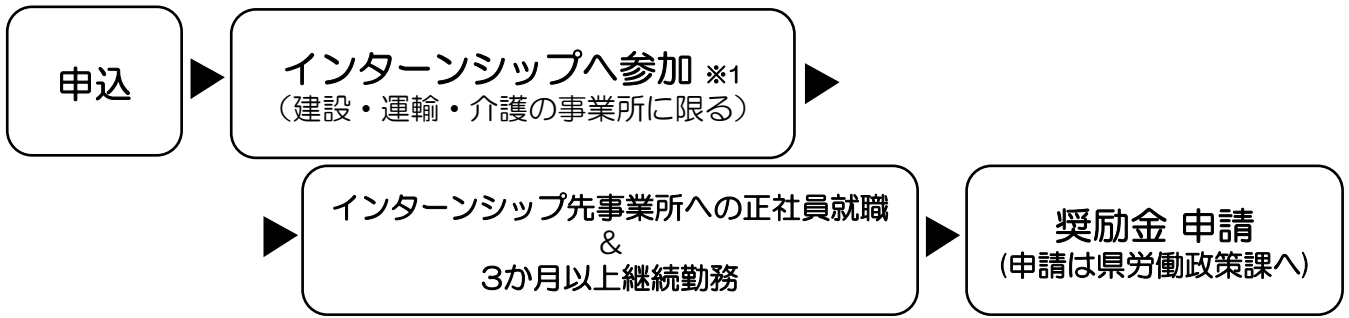 申込
インターンシップへ参加 ※1
（建設・運輸・介護の事業所に限る）
インターンシップ先事業所への正社員就職
&
3か月以上継続勤務
奨励金 申請
(申請は県労働政策課へ)